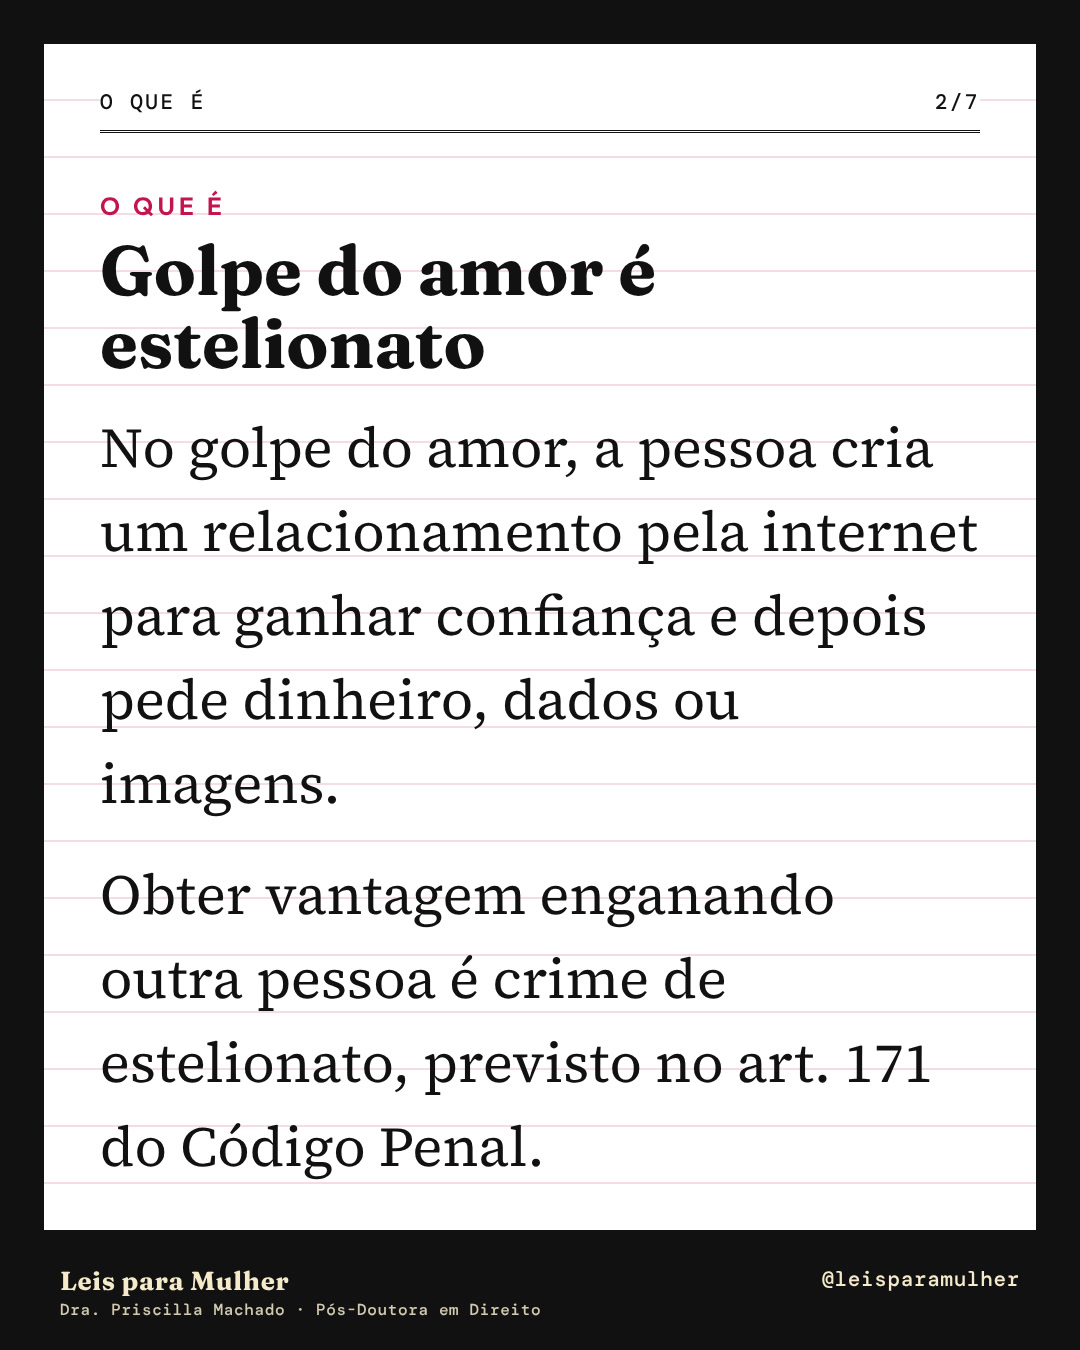 O QUE É 2/7
O QUE É
Golpe do amor é
estelionato
No golpe do amor, a pessoa cria
um relacionamento pela internet
para ganhar confiança e depois
pede dinheiro, dados ou
imagens.
Obter vantagem enganando
outra pessoa é crime de
estelionato, previsto no art. 171
do Código Penal.
Leis para Mulher
@leisparamulher
Dra. Priscilla Machado · Pós-Doutora em Direito